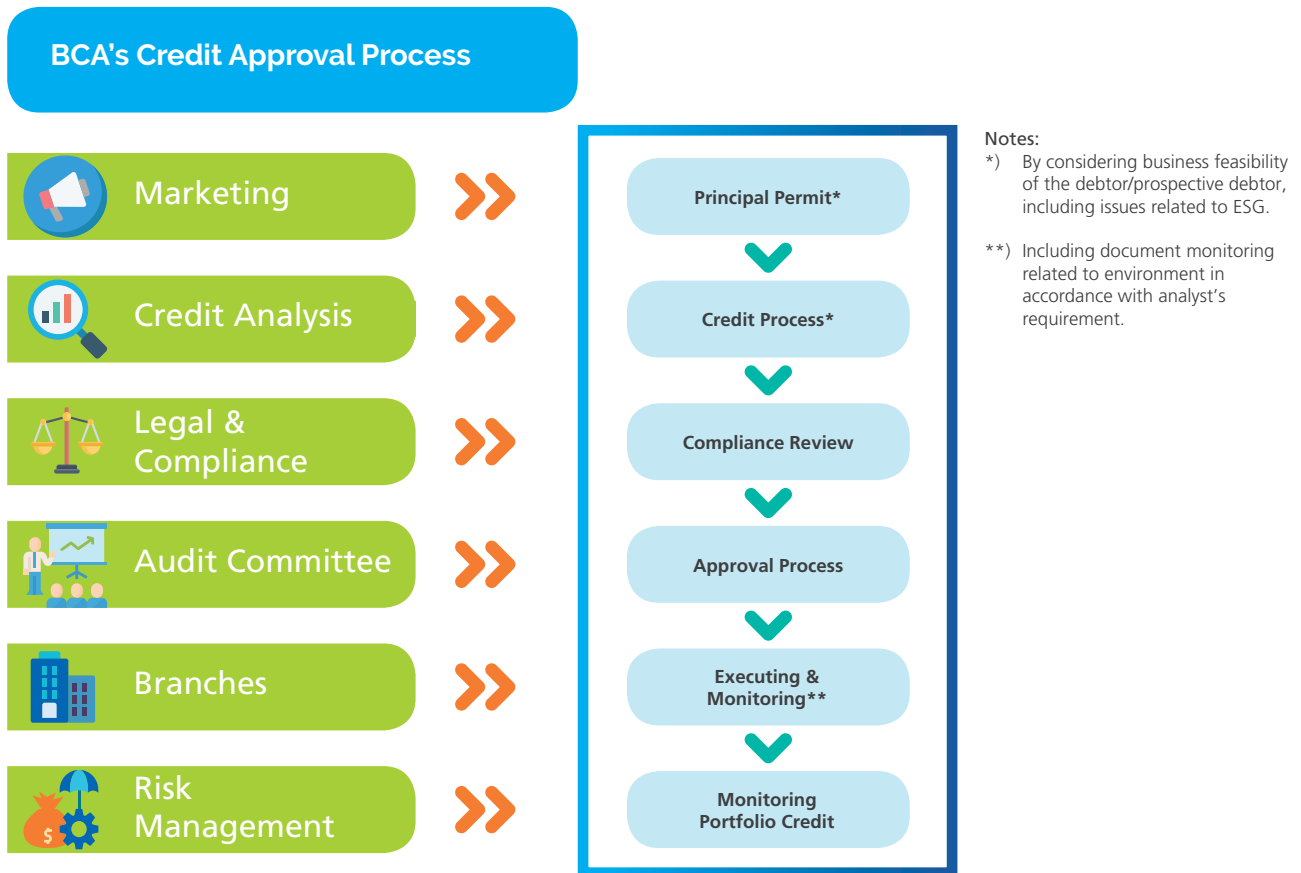 BCA's Credit Approval Process
Marketing
Principal Permit*
Notes:
*) By considering business feasibility
of the debtor/prospective debtor,
including issues related to ESG.
**) Including document monitoring
related to environment in
accordance with analyst's
requirement.
Credit Analysis
Credit Process*
Legal &
Compliance
Compliance Review
Audit Committee
Approval Process
Branches
Executing &
Monitoring**
Risk
Management
Monitoring
Portfolio Credit
$